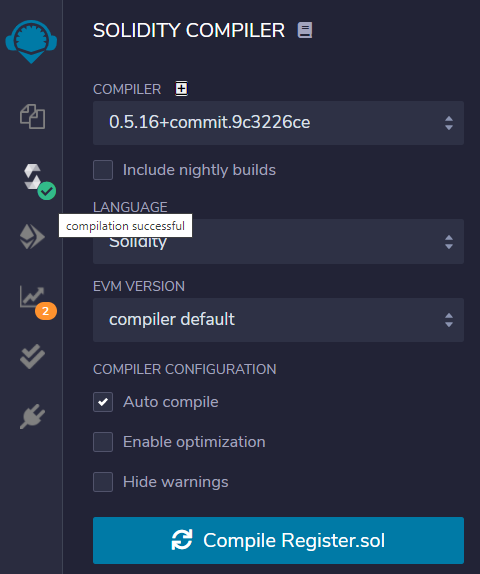 SOLIDITY COMPILER
COMPILER
0.5.16+commit.9c3226ce
Include nightly builds
LANGUAGE
compilation successful
Solidity
EVM VERSION
compiler default
2
COMPILER CONFIGURATION
Auto compile
Enable optimization
Hide warnings
Compile Register.sol